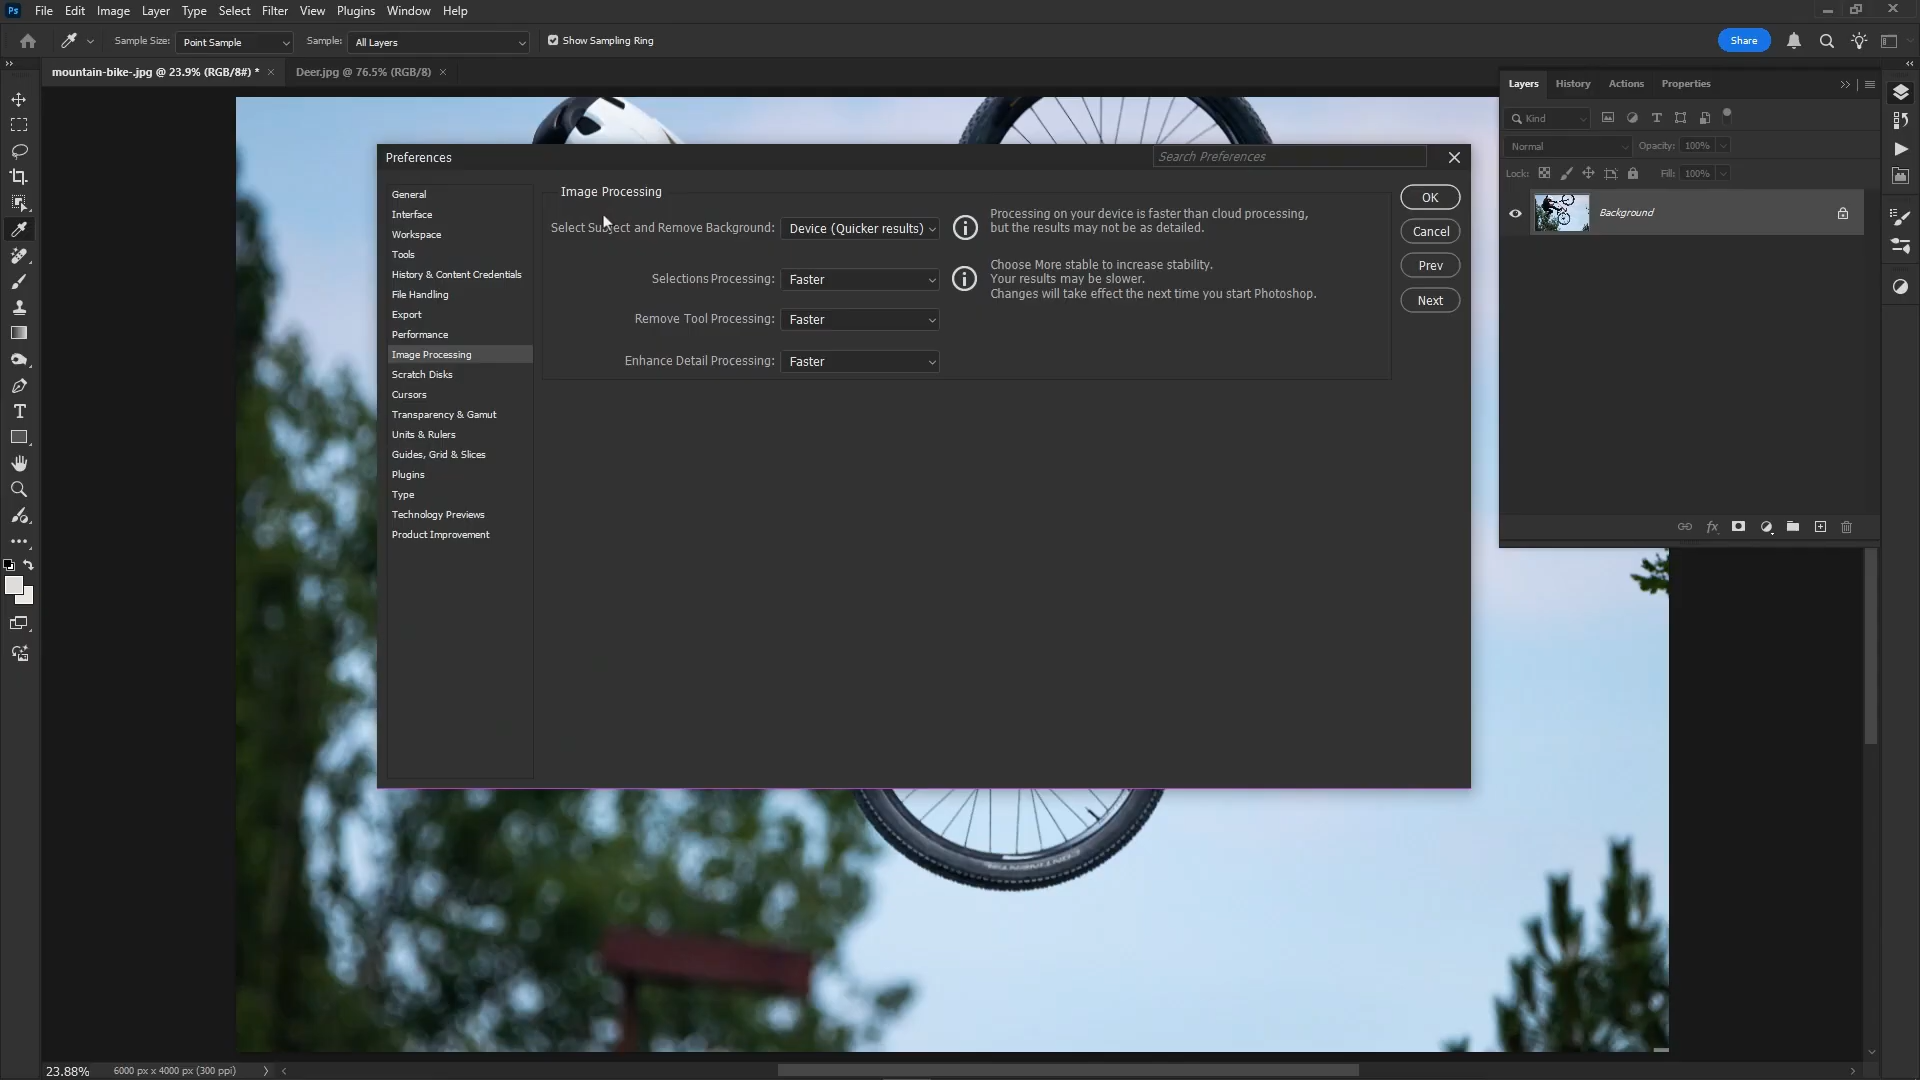 Ps File Edit Image Layer Type Select Filter View Plugins Window Help
Sample Size: Point Sample Sample: All Layers Show Sampling Ring Share
mountain-bike-.jpg @ 23.9% (RGB/8#) * × Deer.jpg @ 76.5% (RGB/8) ×
Layers History Actions Properties
Kind
Normal Opacity: 100%
Lock: Fill: 100%
Background
Preferences Search Preferences
General
Interface
Workspace
Tools
History & Content Credentials
File Handling
Export
Performance
Image Processing
Scratch Disks
Cursors
Transparency & Gamut
Units & Rulers
Guides, Grid & Slices
Plugins
Type
Technology Previews
Product Improvement
Image Processing
Select Subject and Remove Background: Device (Quicker results)
Processing on your device is faster than cloud processing,
but the results may not be as detailed.
Selections Processing: Faster
Choose More stable to increase stability.
Your results may be slower.
Changes will take effect the next time you start Photoshop.
Remove Tool Processing: Faster
Enhance Detail Processing: Faster
OK
Cancel
Prev
Next
CONTINENTAL
23.88% 6000 px x 4000 px (300 ppi)